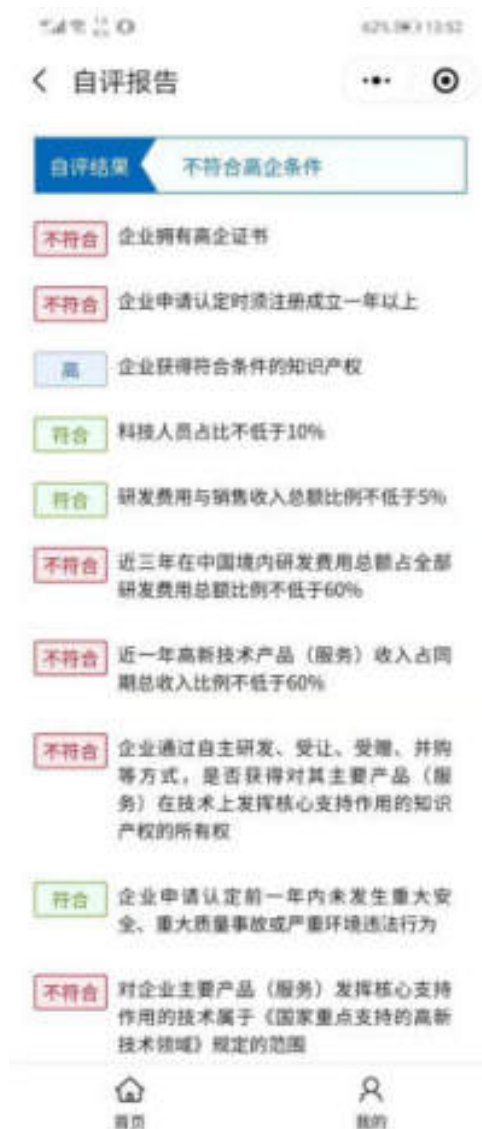 13:52
自评报告
自评结果 不符合高企条件
不符合 企业拥有高企证书
不符合 企业申请认定时须注册成立一年以上
高 企业获得符合条件的知识产权
符合 科技人员占比不低于10%
符合 研发费用与销售收入总额比例不低于5%
不符合 近三年在中国境内研发费用总额占全部
研发费用总额比例不低于60%
不符合 近一年高新技术产品（服务）收入占同
期总收入比例不低于60%
不符合 企业通过自主研发、受让、受赠、并购
等方式，是否获得对其主要产品（服
务）在技术上发挥核心支持作用的知识
产权的所有权
符合 企业申请认定前一年内未发生重大安
全、重大质量事故或严重环境违法行为
不符合 对企业主要产品（服务）发挥核心支持
作用的技术属于《国家重点支持的高新
技术领域》规定的范围
首页 我的